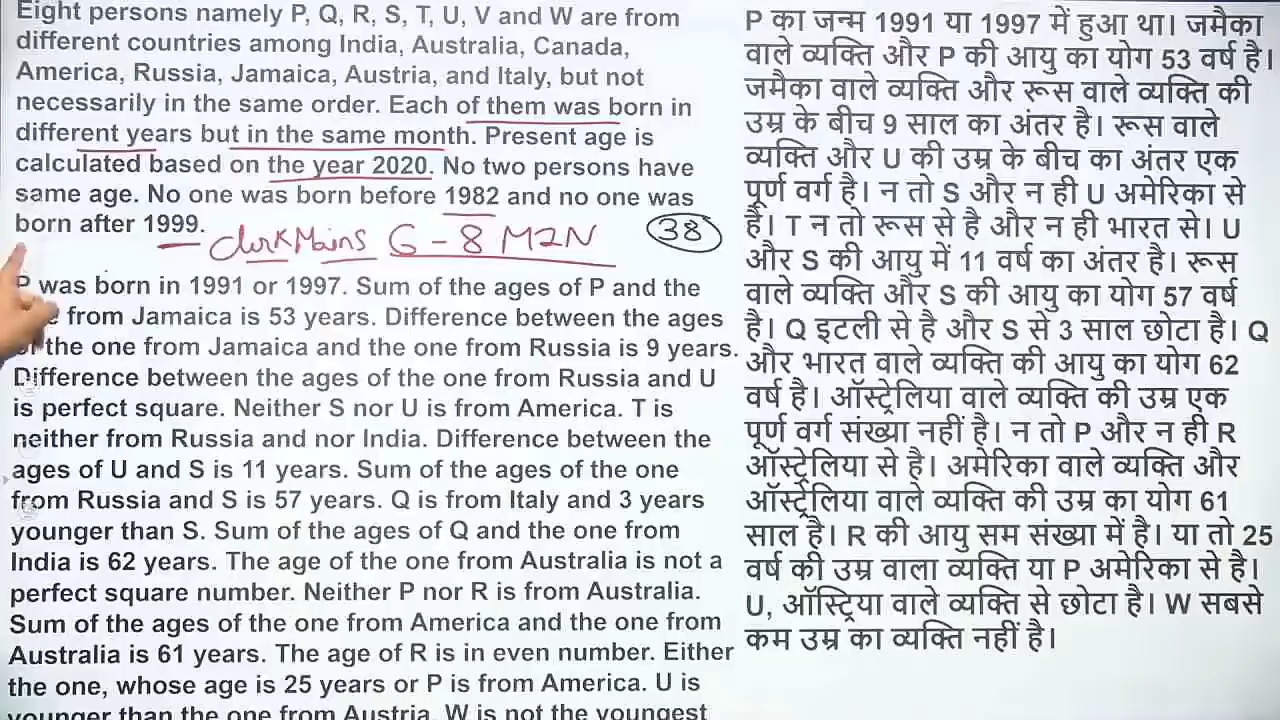 Eight persons namely P, Q, R, S, T, U, V and W are from
different countries among India, Australia, Canada,
America, Russia, Jamaica, Austria, and Italy, but not
necessarily in the same order. Each of them was born in
different years but in the same month. Present age is
calculated based on the year 2020. No two persons have
same age. No one was born before 1982 and no one was
born after 1999.
clerk Mains 6 - 8 MIN 38
P was born in 1991 or 1997. Sum of the ages of P and the
from Jamaica is 53 years. Difference between the ages
of the one from Jamaica and the one from Russia is 9 years.
Difference between the ages of the one from Russia and U
is perfect square. Neither S nor U is from America. T is
neither from Russia and nor India. Difference between the
ages of U and S is 11 years. Sum of the ages of the one
from Russia and S is 57 years. Q is from Italy and 3 years
younger than S. Sum of the ages of Q and the one from
India is 62 years. The age of the one from Australia is not a
perfect square number. Neither P nor R is from Australia.
Sum of the ages of the one from America and the one from
Australia is 61 years. The age of R is in even number. Either
the one, whose age is 25 years or P is from America. U is
younger than the one from Austria. W is not the youngest
P का जन्म 1991 या 1997 में हुआ था। जमैका
वाले व्यक्ति और P की आयु का योग 53 वर्ष है।
जमैका वाले व्यक्ति और रूस वाले व्यक्ति की
उम्र के बीच 9 साल का अंतर है। रूस वाले
व्यक्ति और U की उम्र के बीच का अंतर एक
पूर्ण वर्ग है। न तो S और न ही U अमेरिका से
हैं। T न तो रूस से है और न ही भारत से। U
और S की आयु में 11 वर्ष का अंतर है। रूस
वाले व्यक्ति और S की आयु का योग 57 वर्ष
है। Q इटली से है और S से 3 साल छोटा है। Q
और भारत वाले व्यक्ति की आयु का योग 62
वर्ष है। ऑस्ट्रेलिया वाले व्यक्ति की उम्र एक
पूर्ण वर्ग संख्या नहीं है। न तो P और न ही R
ऑस्ट्रेलिया से है। अमेरिका वाले व्यक्ति और
ऑस्ट्रेलिया वाले व्यक्ति की उम्र का योग 61
साल है। R की आयु सम संख्या में है। या तो 25
वर्ष की उम्र वाला व्यक्ति या P अमेरिका से है।
U, ऑस्ट्रिया वाले व्यक्ति से छोटा है। W सबसे
कम उम्र का व्यक्ति नहीं है।